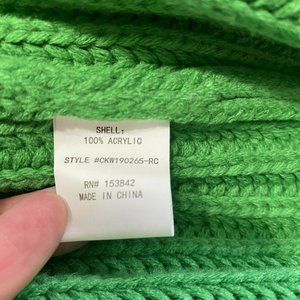 SHELL:
100% ACRYLIC
STYLE #CKW190265-RC
RN# 153842
MADE IN CHINA